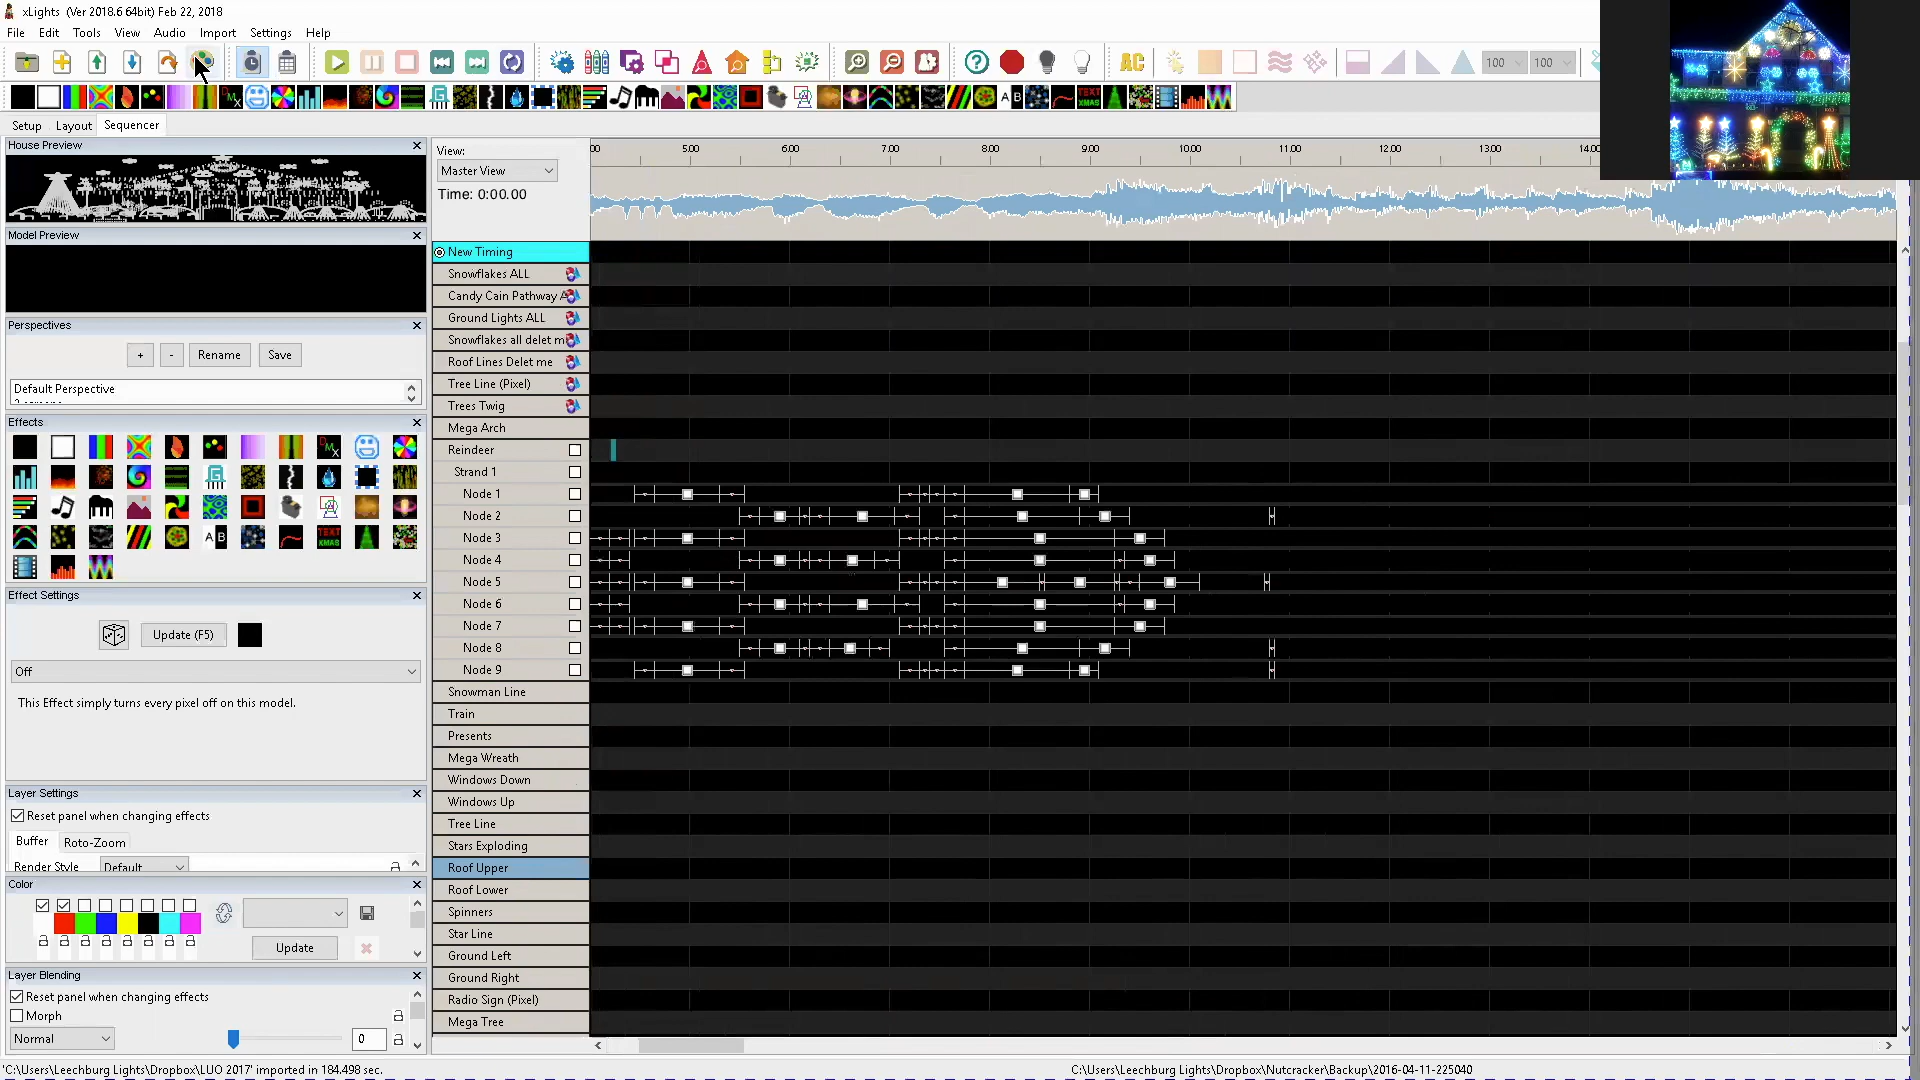 xLights (Ver 2018.6 64bit) Feb 22, 2018
File Edit Tools View Audio Import Settings Help
AC 100 100
Setup Layout Sequencer
House Preview
Model Preview
Perspectives
+ - Rename Save
Default Perspective
Effects
Effect Settings
Update (F5)
Off
This Effect simply turns every pixel off on this model.
Layer Settings
Reset panel when changing effects
Buffer Roto-Zoom
Render Style Default
Color
Update
Layer Blending
Reset panel when changing effects
Morph
Normal 0
View:
Master View
Time: 0:00.00
00 5.00 6.00 7.00 8.00 9.00 10.00 11.00 12.00 13.00 14.00
New Timing
Snowflakes ALL
Candy Cain Pathway A
Ground Lights ALL
Snowflakes all delet m
Roof Lines Delet me
Tree Line (Pixel)
Trees Twig
Mega Arch
Reindeer
Strand 1
Node 1
Node 2
Node 3
Node 4
Node 5
Node 6
Node 7
Node 8
Node 9
Snowman Line
Train
Presents
Mega Wreath
Windows Down
Windows Up
Tree Line
Stars Exploding
Roof Upper
Roof Lower
Spinners
Star Line
Ground Left
Ground Right
Radio Sign (Pixel)
Mega Tree
'C:\Users\Leechburg Lights\Dropbox\LUO 2017' imported in 184.498 sec.
C:\Users\Leechburg Lights\Dropbox\Nutcracker\Backup\2016-04-11-225040